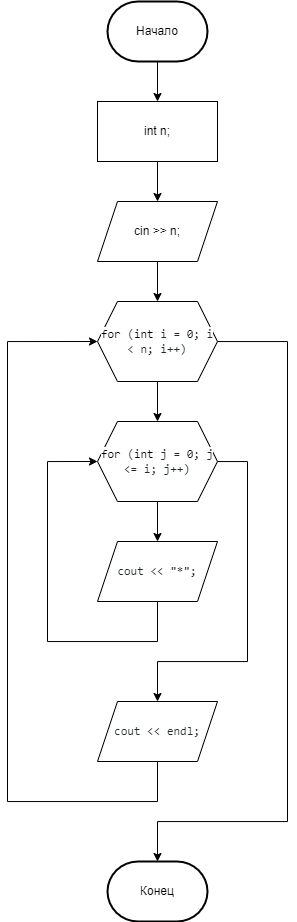 Начало
int n;
cin >> n;
for (int i = 0; i
< n; i++)
for (int j = 0; j
<= i; j++)
cout << "*";
cout << endl;
Конец